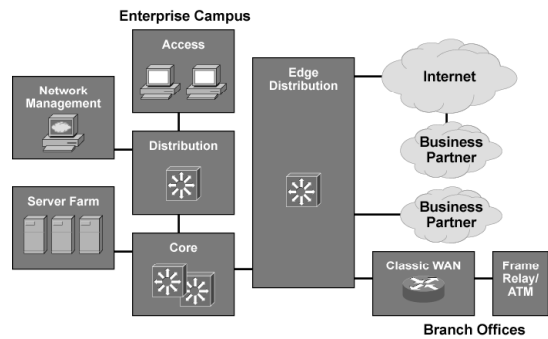 Enterprise Campus
Access
Network
Management
Distribution
Server Farm
Core
Edge
Distribution
Internet
Business
Partner
Business
Partner
Classic WAN
Frame
Relay/
ATM
Branch Offices